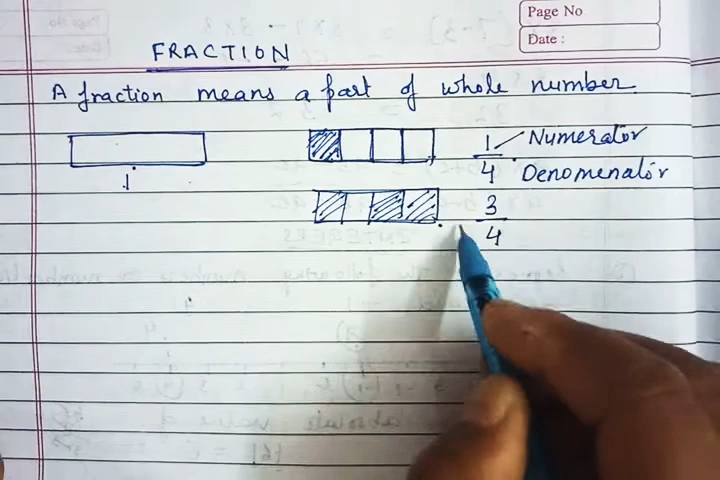 Page No
Date :
FRACTION
A fraction means a part of whole number.
1
1/4 Numerator
Denomenator
3/4